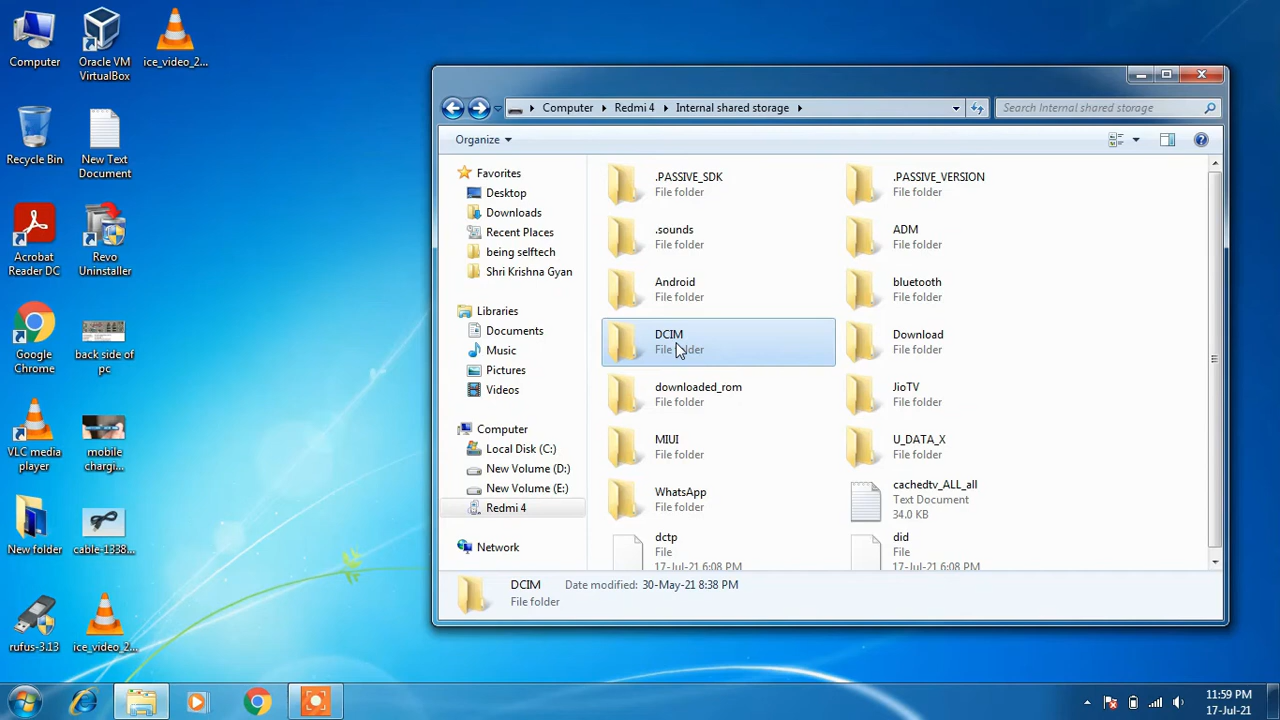 Computer
Oracle VM
VirtualBox
ice_video_2...
Recycle Bin
New Text
Document
Acrobat
Reader DC
Revo
Uninstaller
Google
Chrome
back side of
pc
VLC media
player
mobile
chargi...
New folder
cable-1338...
rufus-3.13
ice_video_2...
Computer
Redmi 4
Internal shared storage
Search Internal shared storage
Organize
Favorites
Desktop
Downloads
Recent Places
being selftech
Shri Krishna Gyan
Libraries
Documents
Music
Pictures
Videos
Computer
Local Disk (C:)
New Volume (D:)
New Volume (E:)
Redmi 4
Network
.PASSIVE_SDK
File folder
.PASSIVE_VERSION
File folder
.sounds
File folder
ADM
File folder
Android
File folder
bluetooth
File folder
DCIM
File folder
Download
File folder
downloaded_rom
File folder
JioTV
File folder
MIUI
File folder
U_DATA_X
File folder
WhatsApp
File folder
cachedtv_ALL_all
Text Document
34.0 KB
dctp
File
17-Jul-21 6:08 PM
did
File
17-Jul-21 6:08 PM
DCIM
Date modified: 30-May-21 8:38 PM
File folder
11:59 PM
17-Jul-21